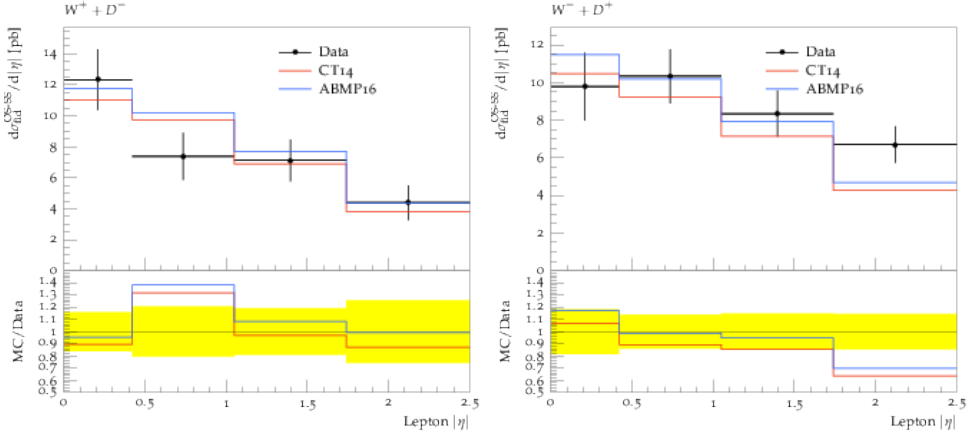 W⁺ + D⁻
dσ^OS-SS_fid/d|η| [pb]
14
12
10
8
6
4
2
0
Data
CT14
ABMP16
MC/Data
1.4
1.3
1.2
1.1
1
0.9
0.8
0.7
0.6
0.5
0 0.5 1 1.5 2 2.5
Lepton |η|
W⁻ + D⁺
dσ^OS-SS_fid/d|η| [pb]
12
10
8
6
4
2
0
Data
CT14
ABMP16
MC/Data
1.4
1.3
1.2
1.1
1
0.9
0.8
0.7
0.6
0.5
0 0.5 1 1.5 2 2.5
Lepton |η|